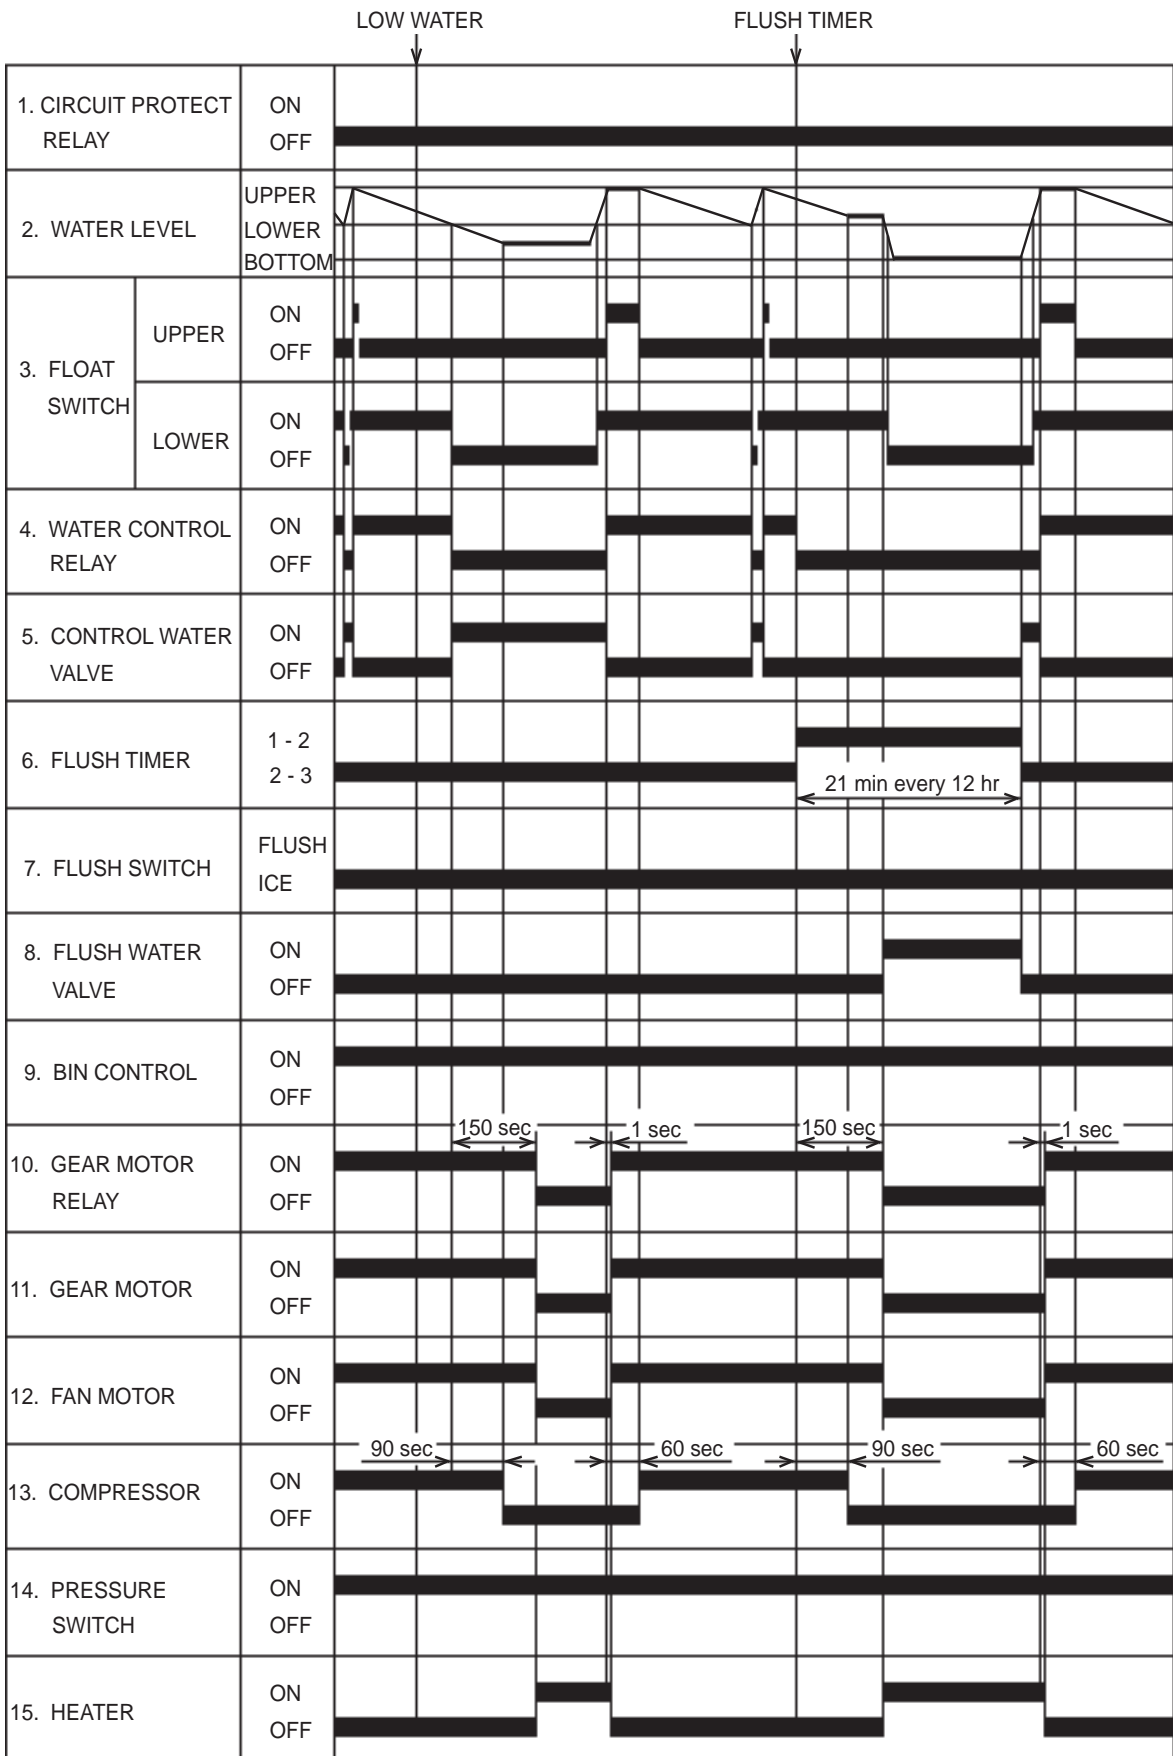 LOW WATER
FLUSH TIMER
1. CIRCUIT PROTECT
RELAY
ON
OFF
2. WATER LEVEL
UPPER
LOWER
BOTTOM
3. FLOAT
SWITCH
UPPER
ON
OFF
LOWER
ON
OFF
4. WATER CONTROL
RELAY
ON
OFF
5. CONTROL WATER
VALVE
ON
OFF
6. FLUSH TIMER
1 - 2
2 - 3
21 min every 12 hr
7. FLUSH SWITCH
FLUSH
ICE
8. FLUSH WATER
VALVE
ON
OFF
9. BIN CONTROL
ON
OFF
150 sec
1 sec
150 sec
1 sec
10. GEAR MOTOR
RELAY
ON
OFF
11. GEAR MOTOR
ON
OFF
12. FAN MOTOR
ON
OFF
90 sec
60 sec
90 sec
60 sec
13. COMPRESSOR
ON
OFF
14. PRESSURE
SWITCH
ON
OFF
15. HEATER
ON
OFF